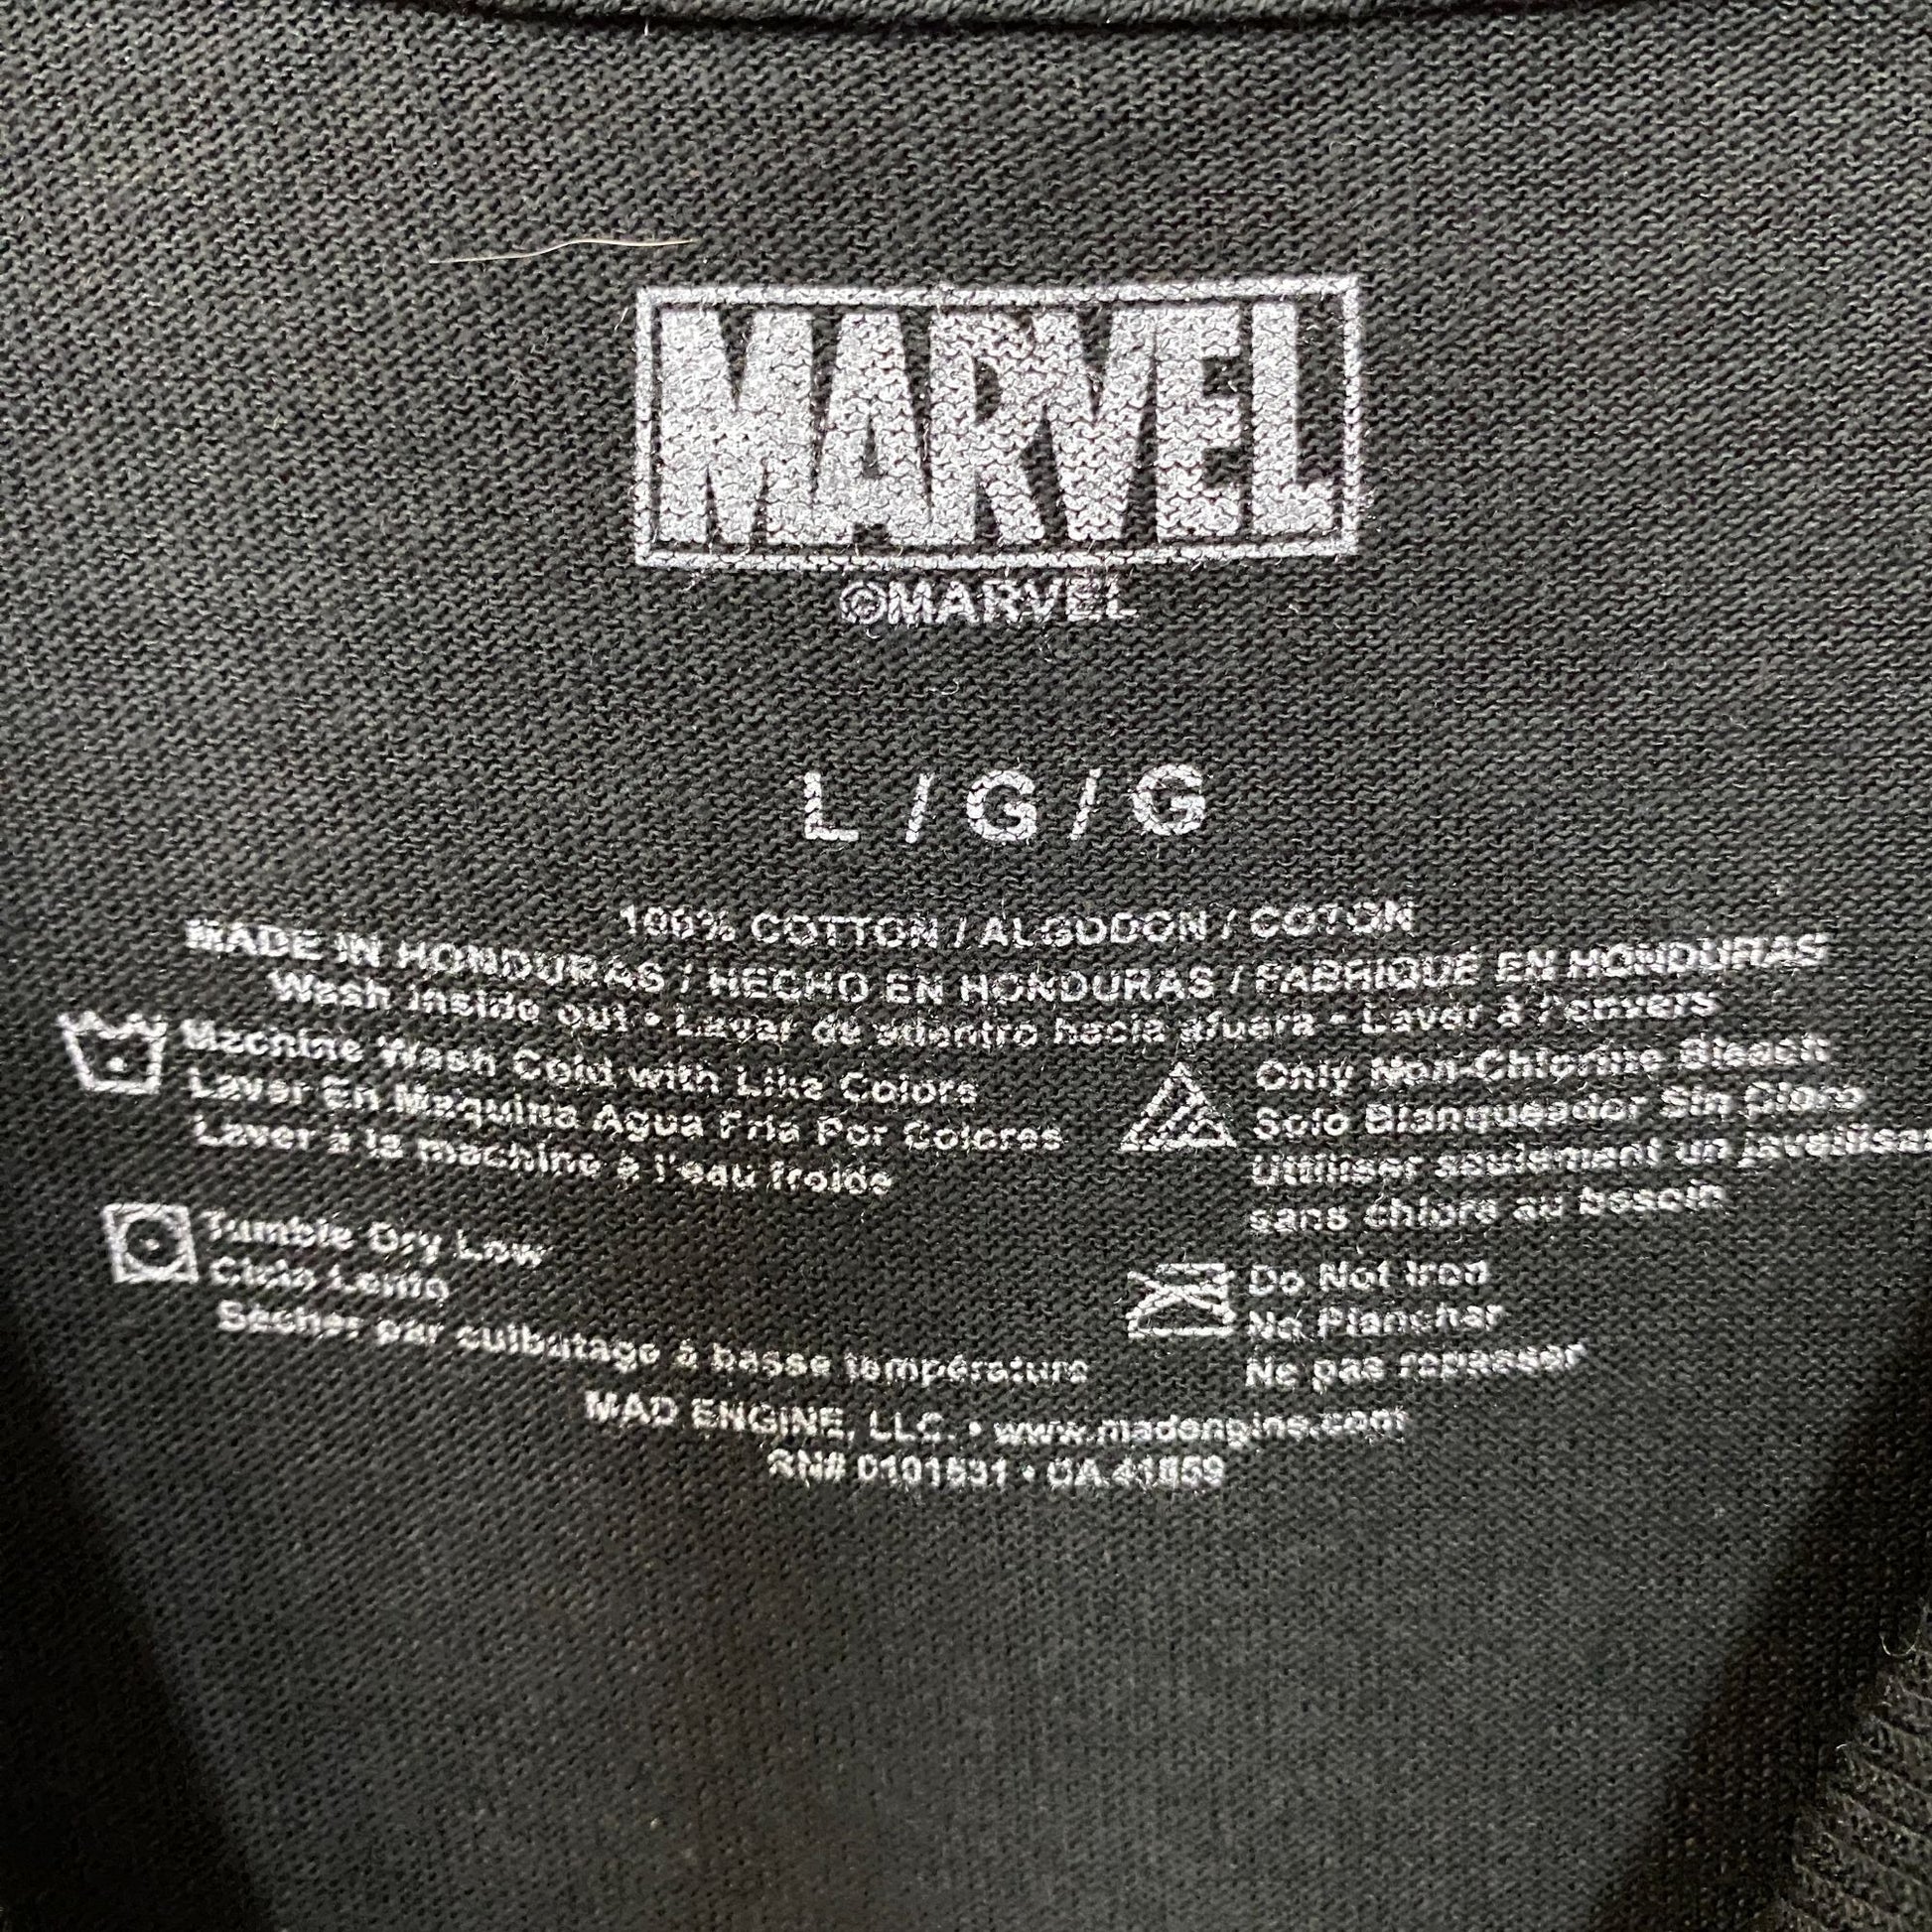 MARVEL
©MARVEL
L / G / G
100% COTTON / ALGODON / COTON
MADE IN HONDURAS / HECHO EN HONDURAS / FABRIQUÉ EN HONDURAS
Wash inside out • Lavar de adentro hacia afuera • Laver à l'envers
Machine Wash Cold with Like Colors
Lavar En Maquina Agua Fria Por Colores
Laver à la machine à l'eau froide
Only Non-Chlorine Bleach
Solo Blanqueador Sin Cloro
Utiliser seulement un
sans chlore au besoin
Tumble Dry Low
Ciclo Lento
Sécher par culbutage à basse température
Do Not Iron
No Planchar
Ne pas repasser
MAD ENGINE, LLC. • www.madengine.com
RN# 0101531 • CA 41859